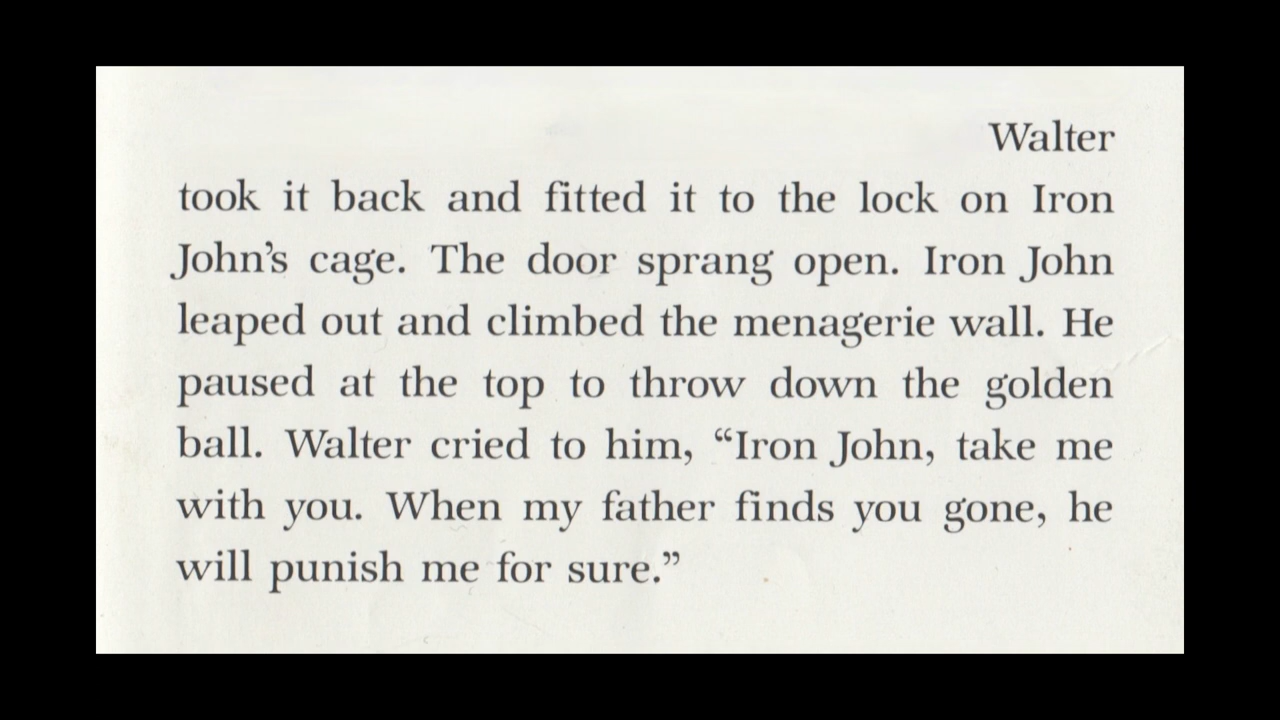 Walter
took it back and fitted it to the lock on Iron
John’s cage. The door sprang open. Iron John
leaped out and climbed the menagerie wall. He
paused at the top to throw down the golden
ball. Walter cried to him, “Iron John, take me
with you. When my father finds you gone, he
will punish me for sure.”